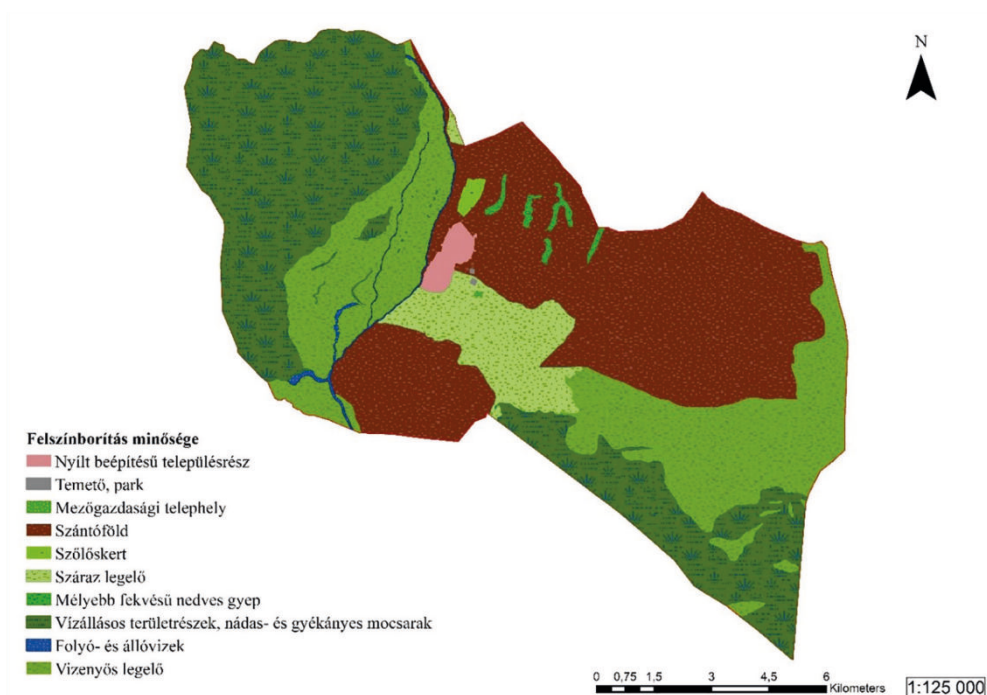 N
Felszínborítás minősége
Nyílt beépítésű településrész
Temető, park
Mezőgazdasági telephely
Szántóföld
Szőlőskert
Száraz legelő
Mélyebb fekvésű nedves gyep
Vízállásos területrészek, nádas- és gyékányes mocsarak
Folyó- és állóvizek
Vizenyős legelő
0 0,75 1,5 3 4,5 6
Kilometers
1:125 000